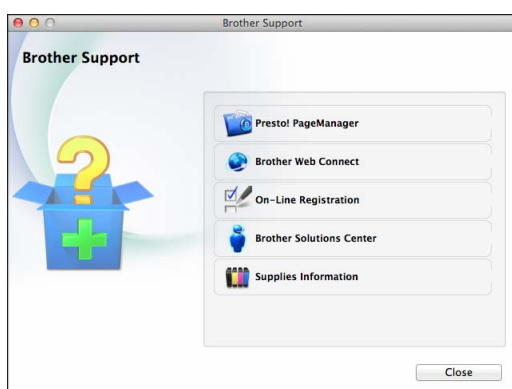 Brother Support
Brother Support
Presto! PageManager
Brother Web Connect
On-Line Registration
Brother Solutions Center
Supplies Information
Close